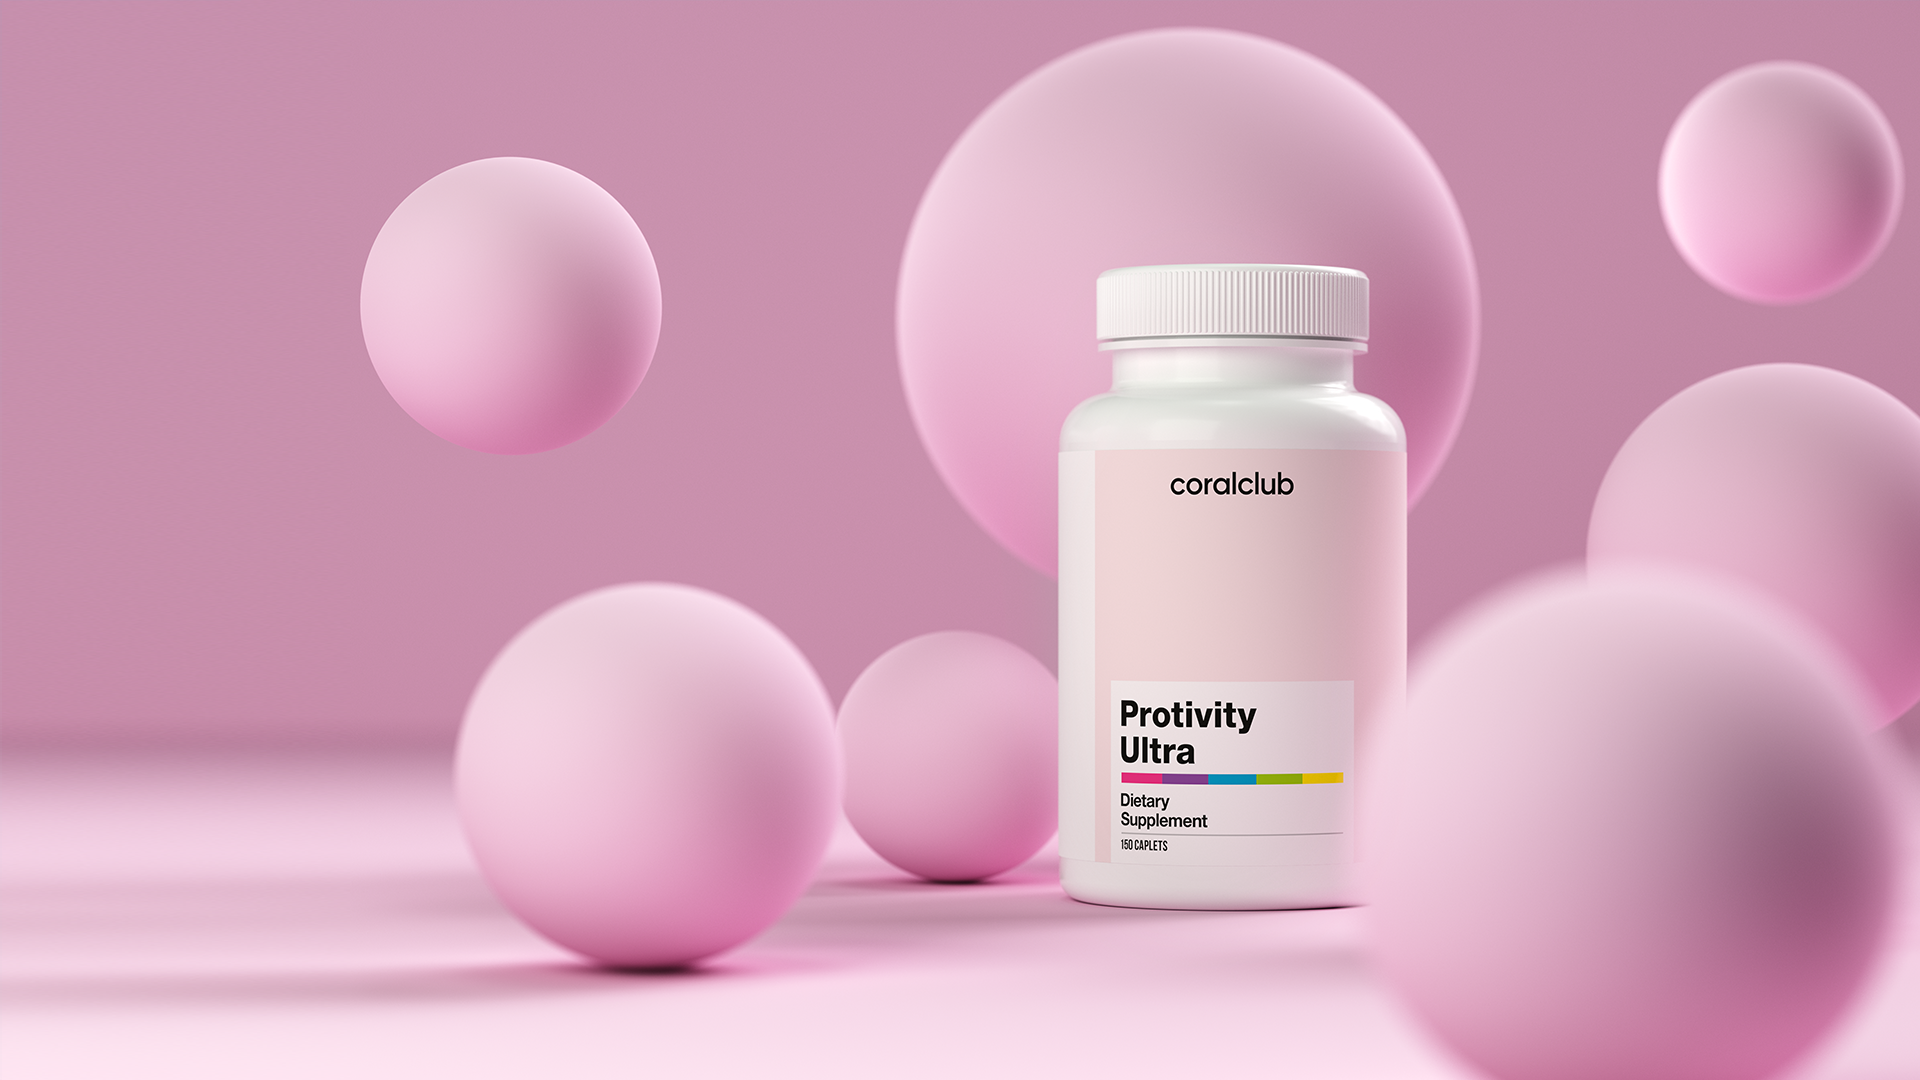 coralclub
Protivity
Ultra
Dietary
Supplement
150 CAPLETS